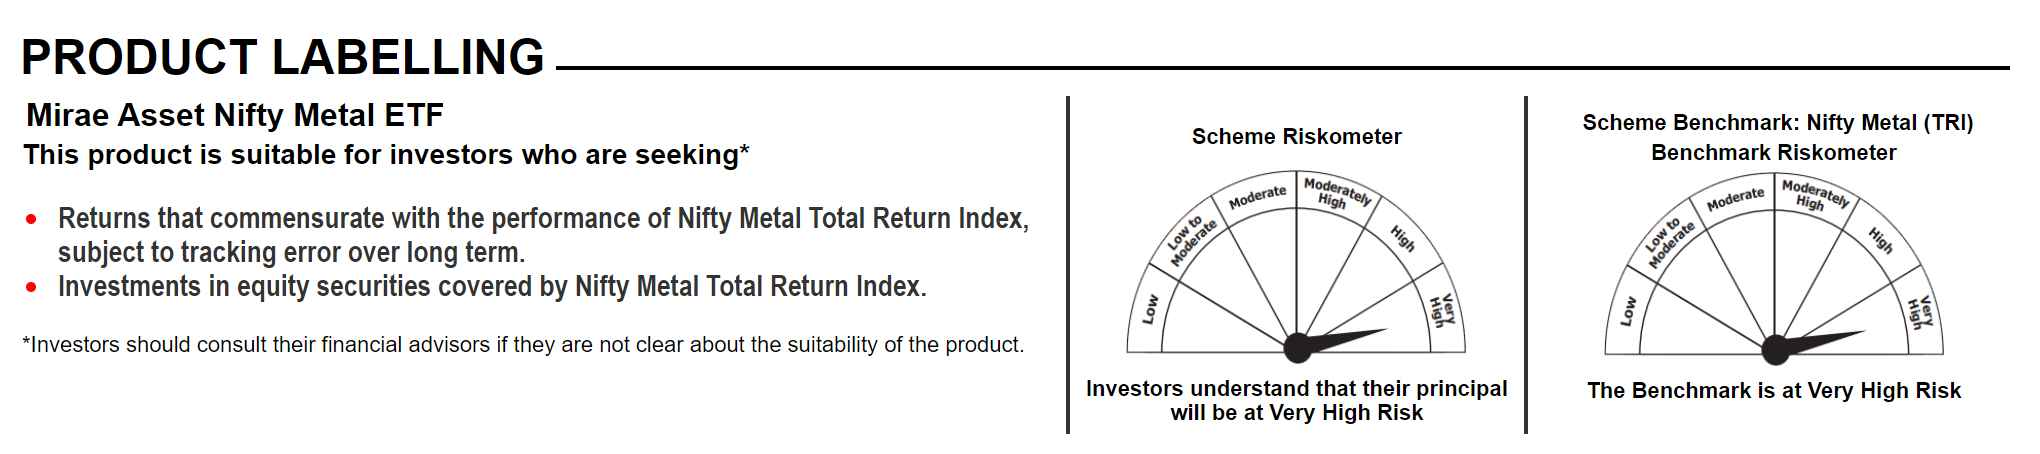 PRODUCT LABELLING
Mirae Asset Nifty Metal ETF
This product is suitable for investors who are seeking*
Returns that commensurate with the performance of Nifty Metal Total Return Index,
subject to tracking error over long term.
Investments in equity securities covered by Nifty Metal Total Return Index.
*Investors should consult their financial advisors if they are not clear about the suitability of the product.
Scheme Riskometer
Low
Low to
Moderate
Moderate
Moderately
High
High
Very
High
Investors understand that their principal
will be at Very High Risk
Scheme Benchmark: Nifty Metal (TRI)
Benchmark Riskometer
Low
Low to
Moderate
Moderate
Moderately
High
High
Very
High
The Benchmark is at Very High Risk